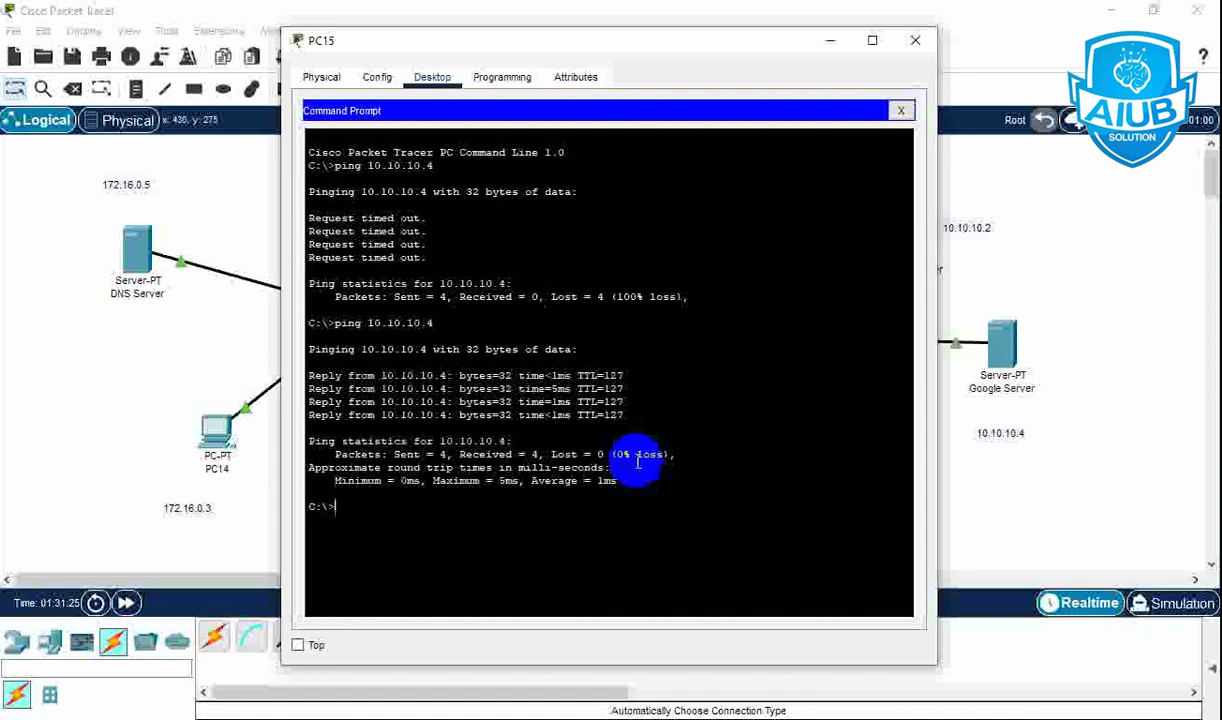 Cisco Packet Tracer
File Edit Options View Tools Extensions
PC15
Physical Config Desktop Programming Attributes
AIUB
SOLUTION
Logical Physical x: 430, y: 275
Root
:01:00
Command Prompt
X
Cisco Packet Tracer PC Command Line 1.0
C:\>ping 10.10.10.4
Pinging 10.10.10.4 with 32 bytes of data:
Request timed out.
Request timed out.
Request timed out.
Request timed out.
Ping statistics for 10.10.10.4:
Packets: Sent = 4, Received = 0, Lost = 4 (100% loss),
C:\>ping 10.10.10.4
Pinging 10.10.10.4 with 32 bytes of data:
Reply from 10.10.10.4: bytes=32 time<1ms TTL=127
Reply from 10.10.10.4: bytes=32 time=5ms TTL=127
Reply from 10.10.10.4: bytes=32 time=1ms TTL=127
Reply from 10.10.10.4: bytes=32 time<1ms TTL=127
Ping statistics for 10.10.10.4:
Packets: Sent = 4, Received = 4, Lost = 0 (0% loss),
Approximate round trip times in milli-seconds:
Minimum = 0ms, Maximum = 5ms, Average = 1ms
C:\>
172.16.0.5
Server-PT
DNS Server
PC-PT
PC14
172.16.0.3
10.10.10.2
Server-PT
Google Server
10.10.10.4
Time: 01:31:25
Realtime Simulation
Top
Automatically Choose Connection Type